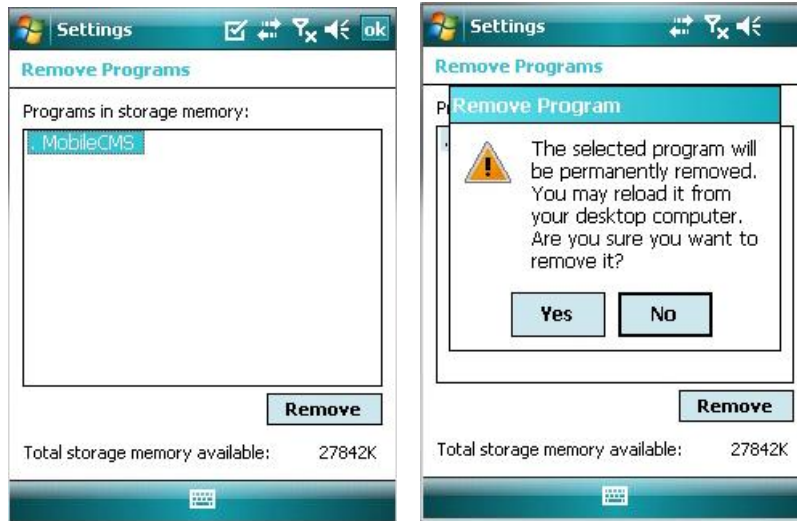 Settings
ok
Remove Programs
Programs in storage memory:
. MobileCMS
Remove
Total storage memory available: 27842K
Settings
Remove Programs
P
Remove Program
The selected program will
be permanently removed.
You may reload it from
your desktop computer.
Are you sure you want to
remove it?
Yes No
Remove
Total storage memory available: 27842K